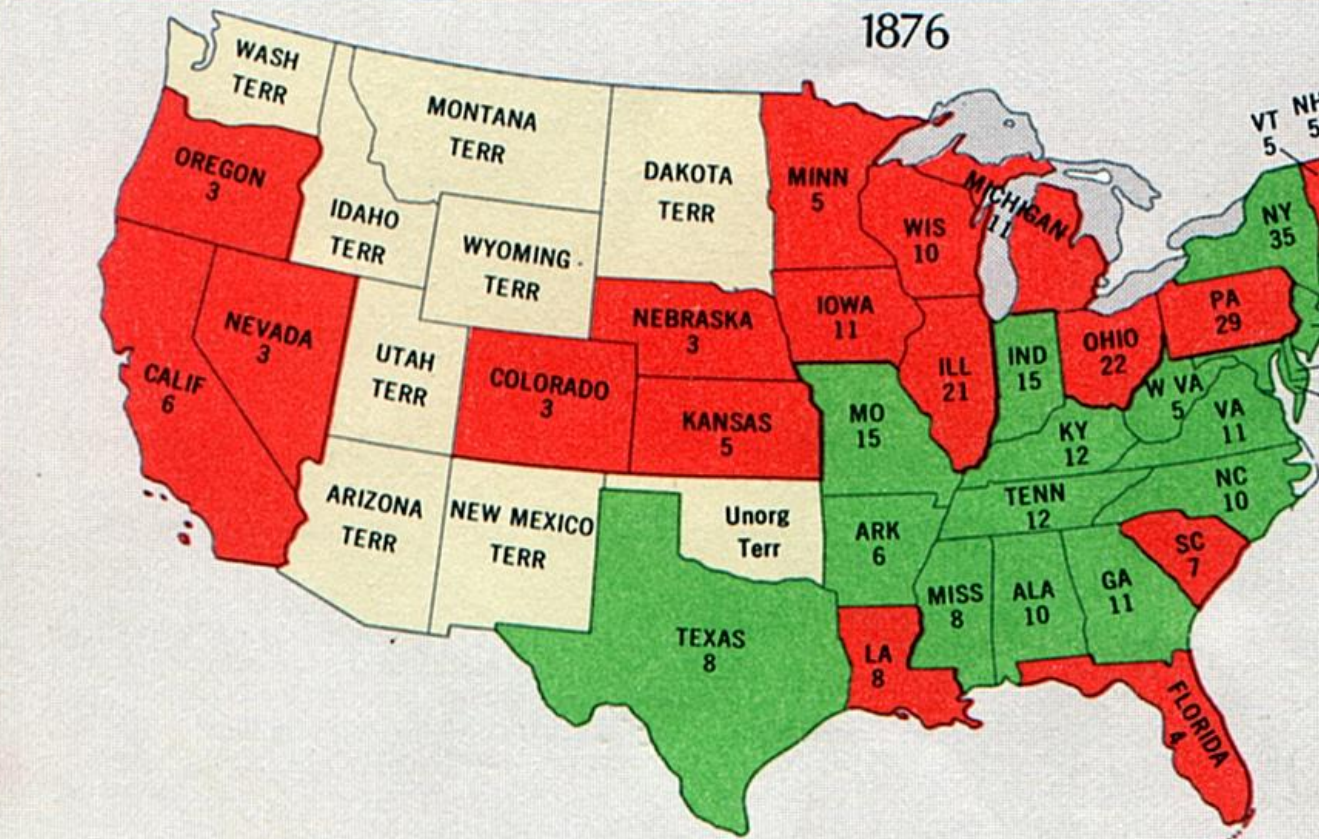 1876
WASH
TERR
MONTANA
TERR
DAKOTA
TERR
MINN
5
VT
5
NH
5
OREGON
3
IDAHO
TERR
WYOMING
TERR
WIS
10
MICHIGAN
11
NY
35
NEVADA
3
CALIF
6
UTAH
TERR
COLORADO
3
NEBRASKA
3
KANSAS
5
IOWA
11
ILL
21
IND
15
OHIO
22
PA
29
MO
15
KY
12
W VA
5
VA
11
ARIZONA
TERR
NEW MEXICO
TERR
Unorg
Terr
ARK
6
TENN
12
NC
10
SC
7
TEXAS
8
LA
8
MISS
8
ALA
10
GA
11
FLORIDA
4